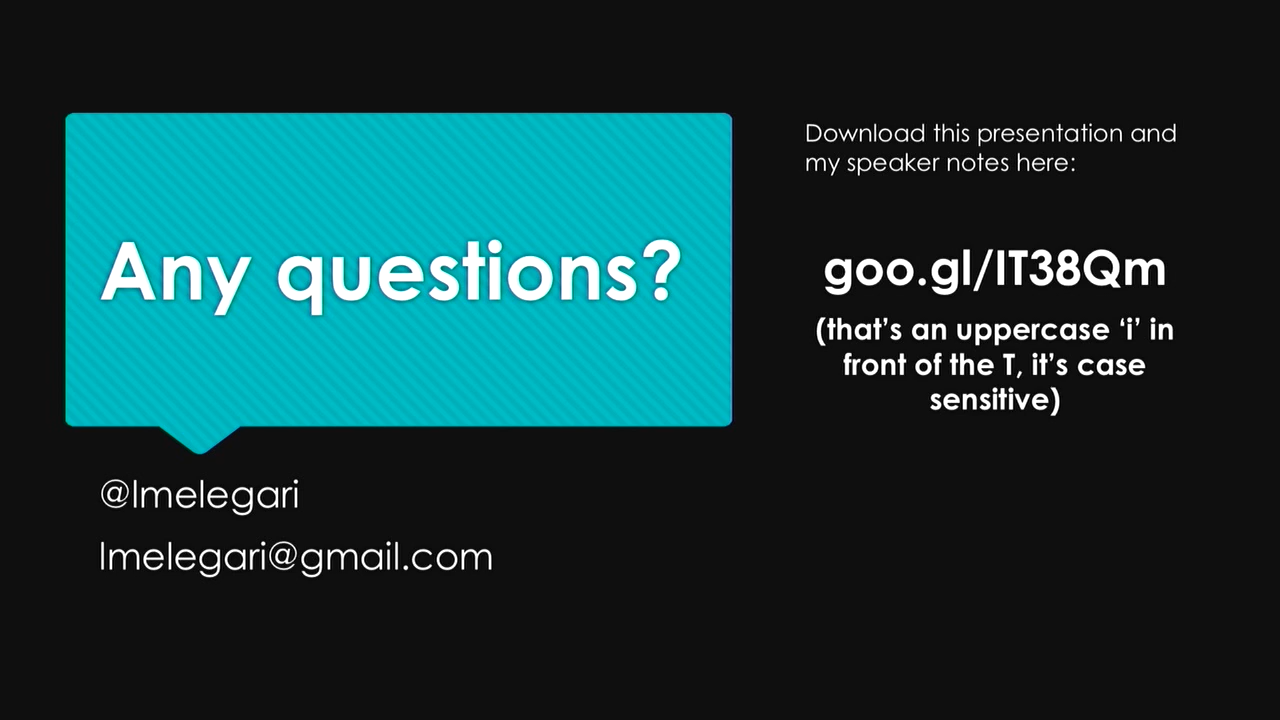 Any questions?
@lmelegari
lmelegari@gmail.com
Download this presentation and
my speaker notes here:
goo.gl/IT38Qm
(that's an uppercase ‘i’ in
front of the T, it's case
sensitive)